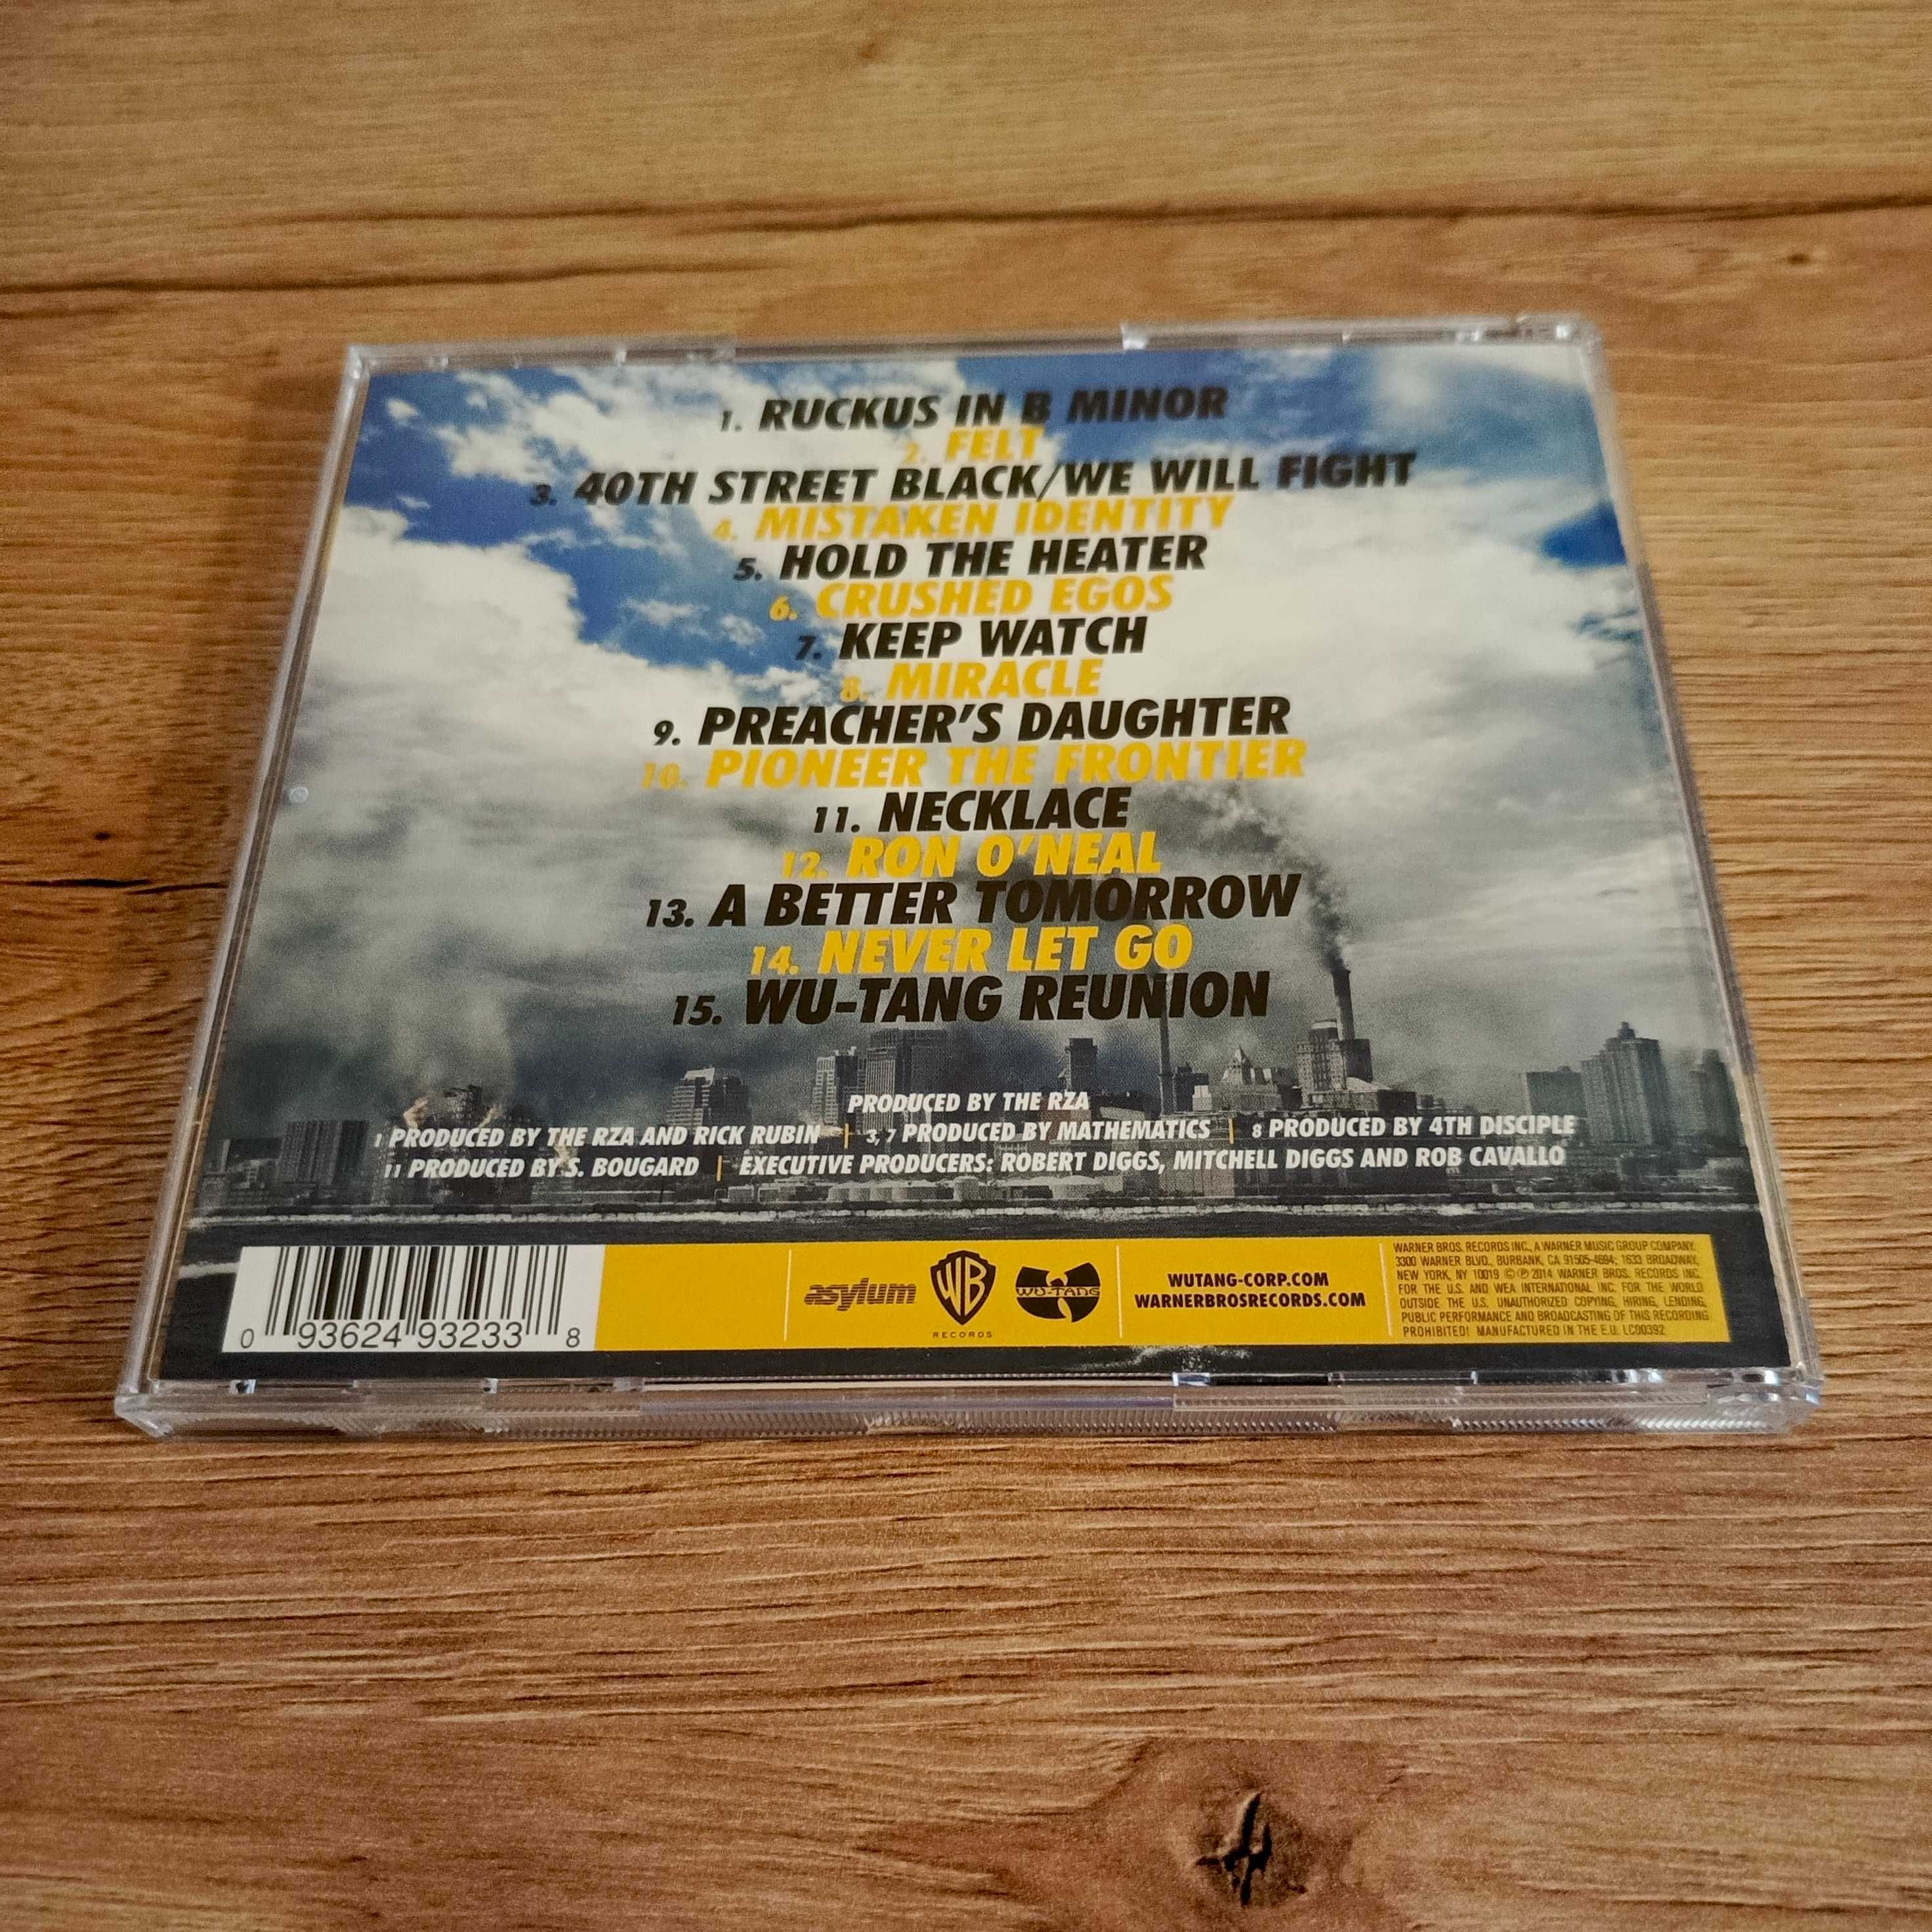 1. RUCKUS IN B MINOR
2. FELT
3. 40TH STREET BLACK/WE WILL FIGHT
4. MISTAKEN IDENTITY
5. HOLD THE HEATER
6. CRUSHED EGOS
7. KEEP WATCH
8. MIRACLE
9. PREACHER'S DAUGHTER
10. PIONEER THE FRONTIER
11. NECKLACE
12. RON O'NEAL
13. A BETTER TOMORROW
14. NEVER LET GO
15. WU-TANG REUNION
PRODUCED BY THE RZA
1 PRODUCED BY THE RZA AND RICK RUBIN | 3, 7 PRODUCED BY MATHEMATICS | 8 PRODUCED BY 4TH DISCIPLE
11 PRODUCED BY S. BOUGARD | EXECUTIVE PRODUCERS: ROBERT DIGGS, MITCHELL DIGGS AND ROB CAVALLO
0 93624 93233 8
asylum
WB
RECORDS
WU-TANG
WUTANG-CORP.COM
WARNERBROSRECORDS.COM
WARNER BROS. RECORDS INC., A WARNER MUSIC GROUP COMPANY,
3300 WARNER BLVD., BURBANK, CA 91505-4694; 1633 BROADWAY,
NEW YORK, NY 10019 ©℗ 2014 WARNER BROS. RECORDS INC.
FOR THE U.S. AND WEA INTERNATIONAL INC. FOR THE WORLD
OUTSIDE THE U.S. UNAUTHORIZED COPYING, HIRING, LENDING,
PUBLIC PERFORMANCE AND BROADCASTING OF THIS RECORDING
PROHIBITED! MANUFACTURED IN THE E.U. LC00392